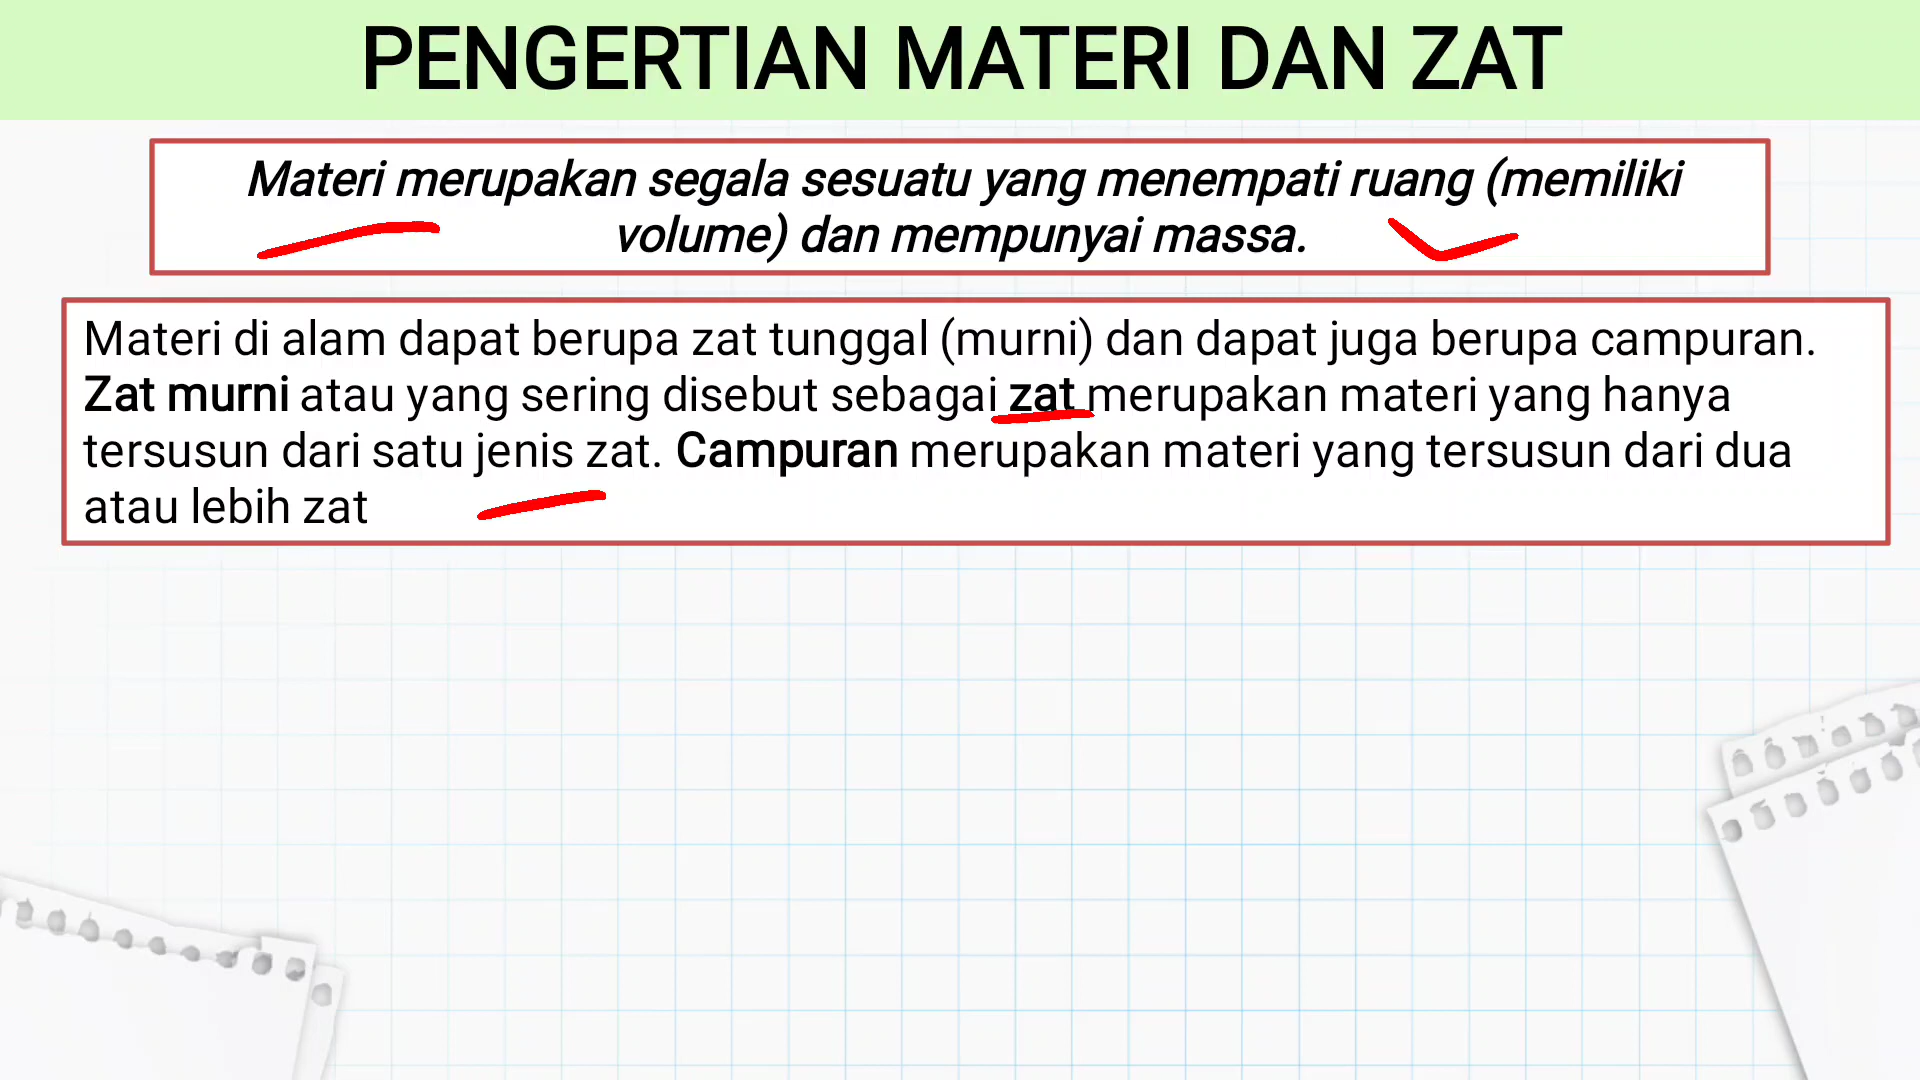 PENGERTIAN MATERI DAN ZAT
Materi merupakan segala sesuatu yang menempati ruang (memiliki
volume) dan mempunyai massa.
Materi di alam dapat berupa zat tunggal (murni) dan dapat juga berupa campuran.
Zat murni atau yang sering disebut sebagai zat merupakan materi yang hanya
tersusun dari satu jenis zat. Campuran merupakan materi yang tersusun dari dua
atau lebih zat